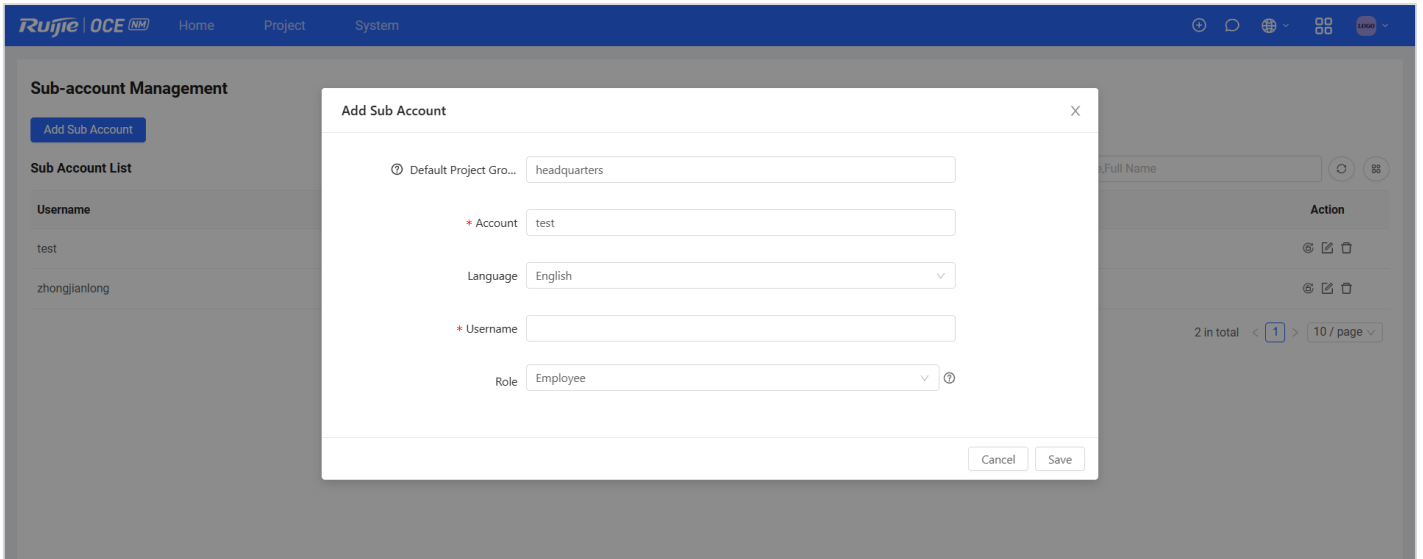 Ruijie | OCE NM Home Project System LOGO
Sub-account Management
Add Sub Account
Add Sub Account
Sub Account List
,Full Name
Default Project Gro... headquarters
Username
Action
* Account test
test
Language English
zhongjianlong
* Username
2 in total < 1 > 10 / page
Role Employee
Cancel Save